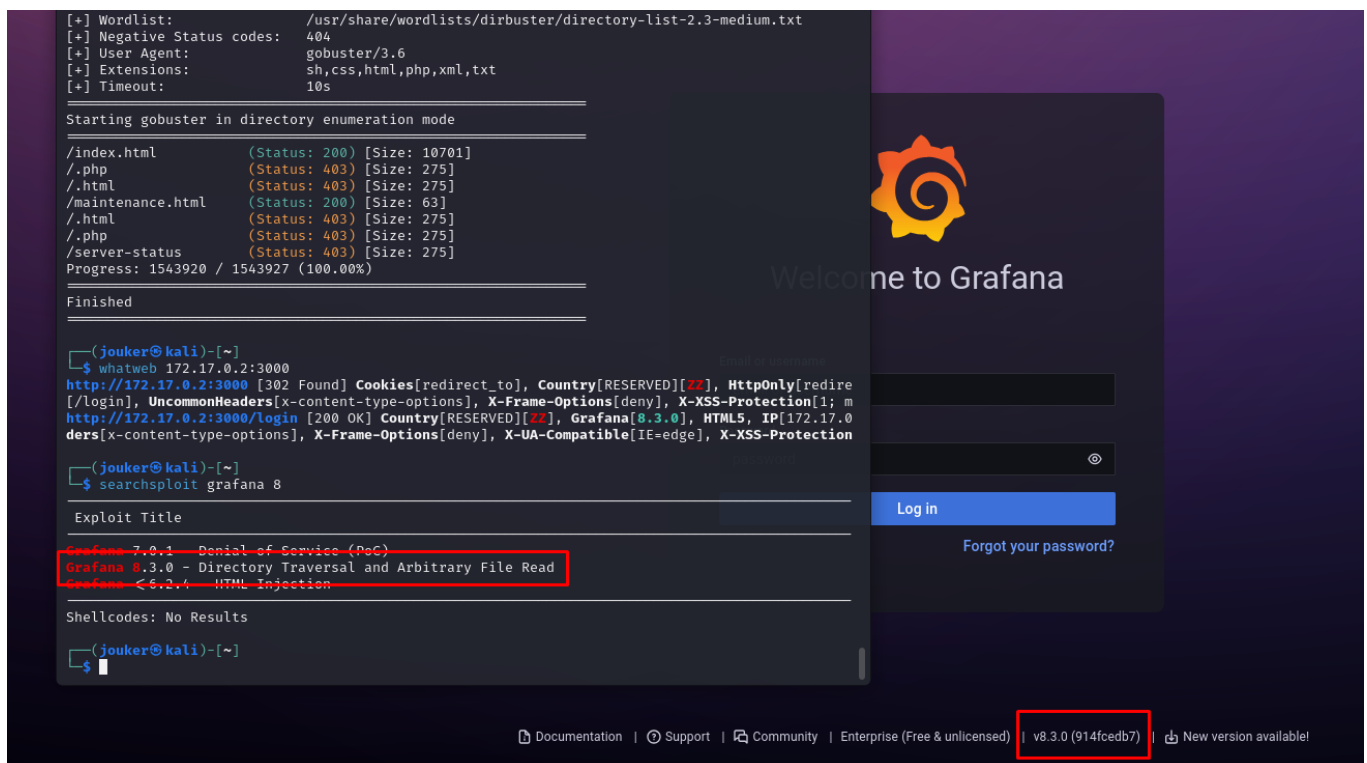 [+] Wordlist: /usr/share/wordlists/dirbuster/directory-list-2.3-medium.txt
[+] Negative Status codes: 404
[+] User Agent: gobuster/3.6
[+] Extensions: sh,css,html,php,xml,txt
[+] Timeout: 10s
Starting gobuster in directory enumeration mode
/index.html (Status: 200) [Size: 10701]
/.php (Status: 403) [Size: 275]
/.html (Status: 403) [Size: 275]
/maintenance.html (Status: 200) [Size: 63]
/.html (Status: 403) [Size: 275]
/.php (Status: 403) [Size: 275]
/server-status (Status: 403) [Size: 275]
Progress: 1543920 / 1543927 (100.00%)
Finished
┌──(jouker㉿kali)-[~]
└─$ whatweb 172.17.0.2:3000
http://172.17.0.2:3000 [302 Found] Cookies[redirect_to], Country[RESERVED][ZZ], HttpOnly[redire
[/login], UncommonHeaders[x-content-type-options], X-Frame-Options[deny], X-XSS-Protection[1; m
http://172.17.0.2:3000/login [200 OK] Country[RESERVED][ZZ], Grafana[8.3.0], HTML5, IP[172.17.0
ders[x-content-type-options], X-Frame-Options[deny], X-UA-Compatible[IE=edge], X-XSS-Protection
┌──(jouker㉿kali)-[~]
└─$ searchsploit grafana 8
Exploit Title
Grafana 7.0.1 - Denial of Service (PoC)
Grafana 8.3.0 - Directory Traversal and Arbitrary File Read
Grafana <6.2.4 - HTML Injection
Shellcodes: No Results
┌──(jouker㉿kali)-[~]
└─$
Welcome to Grafana
Email or username
password
Log in
Forgot your password?
Documentation | Support | Community | Enterprise (Free & unlicensed) | v8.3.0 (914fcedb7) | New version available!